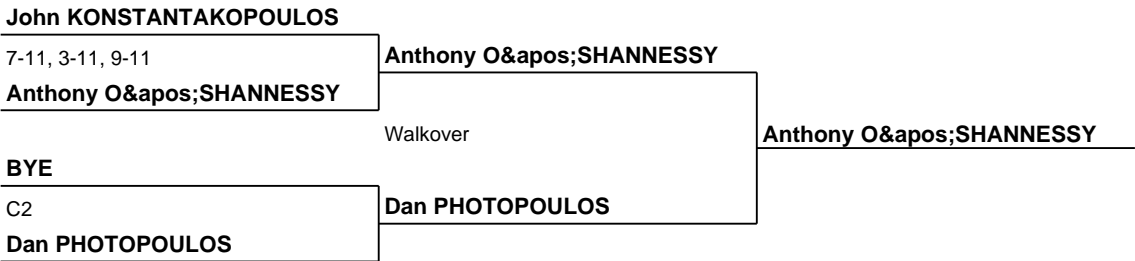 John KONSTANTAKOPOULOS
7-11, 3-11, 9-11
Anthony O&apos;SHANNESSY
Anthony O&apos;SHANNESSY
Walkover
Anthony O&apos;SHANNESSY
BYE
C2
Dan PHOTOPOULOS
Dan PHOTOPOULOS